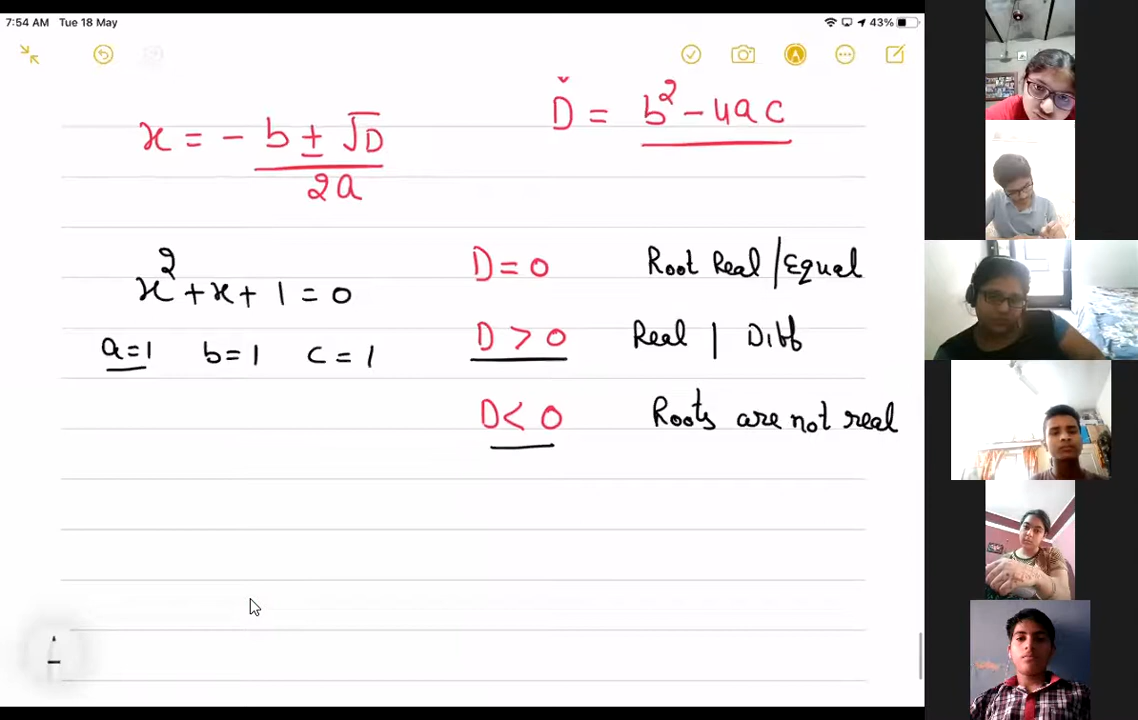 7:54 AM Tue 18 May
43%
x = - b ± √D / 2a
D = b² - 4ac
x² + x + 1 = 0
a = 1 b = 1 c = 1
D = 0 Root Real / Equal
D > 0 Real | Diff
D < 0 Roots are not real